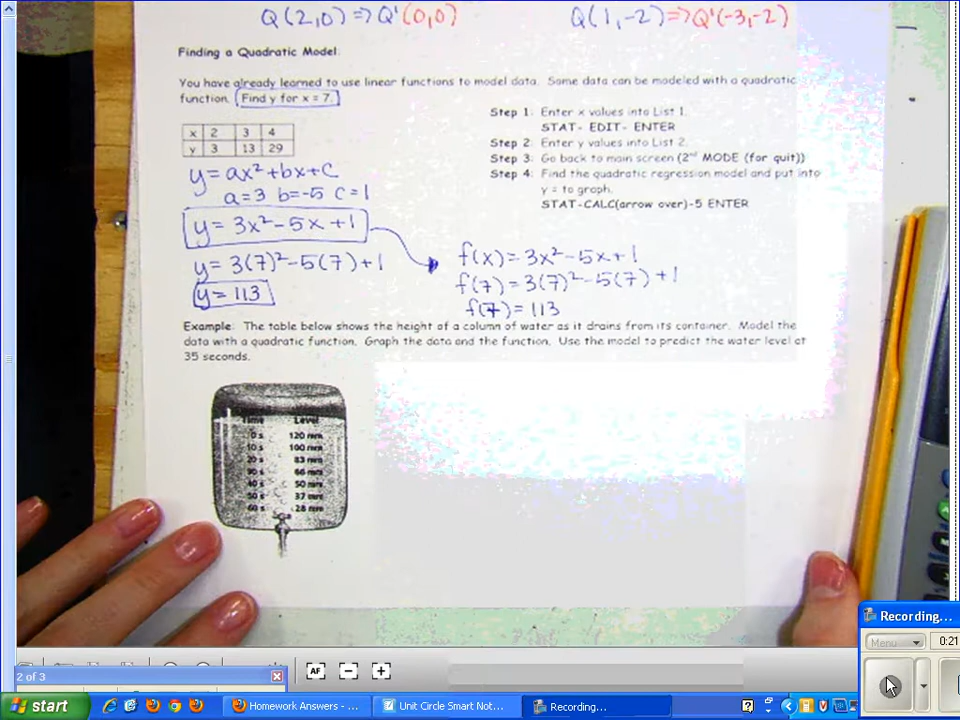 Q(2,0)=>Q'(0,0)
Q(1,-2)=>Q'(-3,-2)
Finding a Quadratic Model:
You have already learned to use linear functions to model data. Some data can be modeled with a quadratic
function. Find y for x = 7.
x 2 3 4
y 3 13 29
y=ax²+bx+c
a=3 b=-5 c=1
y=3x²-5x+1
y=3(7)²-5(7)+1
y=113
Step 1: Enter x values into List 1.
STAT- EDIT- ENTER
Step 2: Enter y values into List 2.
Step 3: Go back to main screen (2nd MODE (for quit))
Step 4: Find the quadratic regression model and put into
y = to graph.
STAT-CALC(arrow over)-5 ENTER
f(x)=3x²-5x+1
f(7)=3(7)²-5(7)+1
f(7)=113
Example: The table below shows the height of a column of water as it drains from its container. Model the
data with a quadratic function. Graph the data and the function. Use the model to predict the water level at
35 seconds.
Time Level
0 s 120 mm
10 s 100 mm
20 s 83 mm
30 s 66 mm
40 s 50 mm
50 s 37 mm
60 s 28 mm
Recording...
Menu 0:21
2 of 3
AF
start
Homework Answers - ...
Unit Circle Smart Not...
Recording...